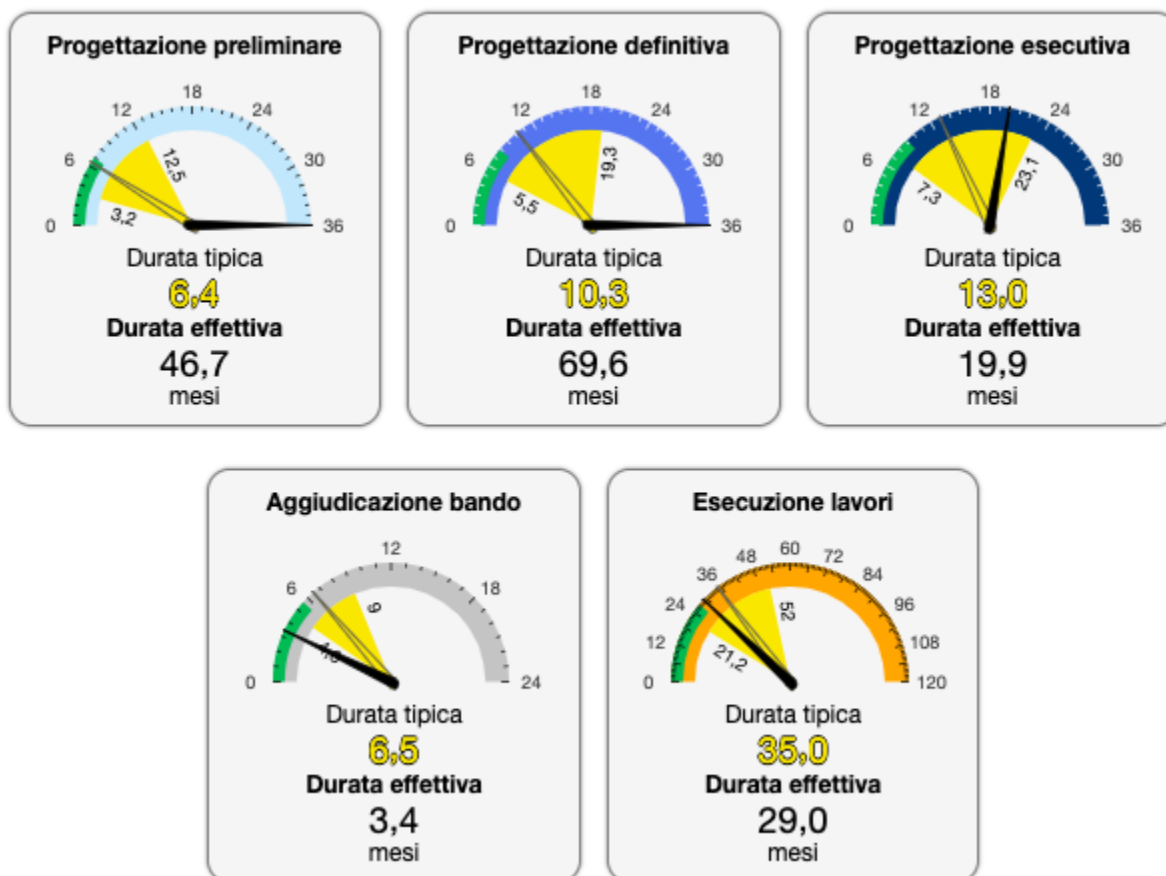 Progettazione preliminare
0 6 12 18 24 30 36
3,2 12,5
Durata tipica
6,4
Durata effettiva
46,7
mesi
Progettazione definitiva
0 6 12 18 24 30 36
5,5 19,3
Durata tipica
10,3
Durata effettiva
69,6
mesi
Progettazione esecutiva
0 6 12 18 24 30 36
7,3 23,1
Durata tipica
13,0
Durata effettiva
19,9
mesi
Aggiudicazione bando
0 6 12 18 24
9
Durata tipica
6,5
Durata effettiva
3,4
mesi
Esecuzione lavori
0 12 24 36 48 60 72 84 96 108 120
21,2 52
Durata tipica
35,0
Durata effettiva
29,0
mesi